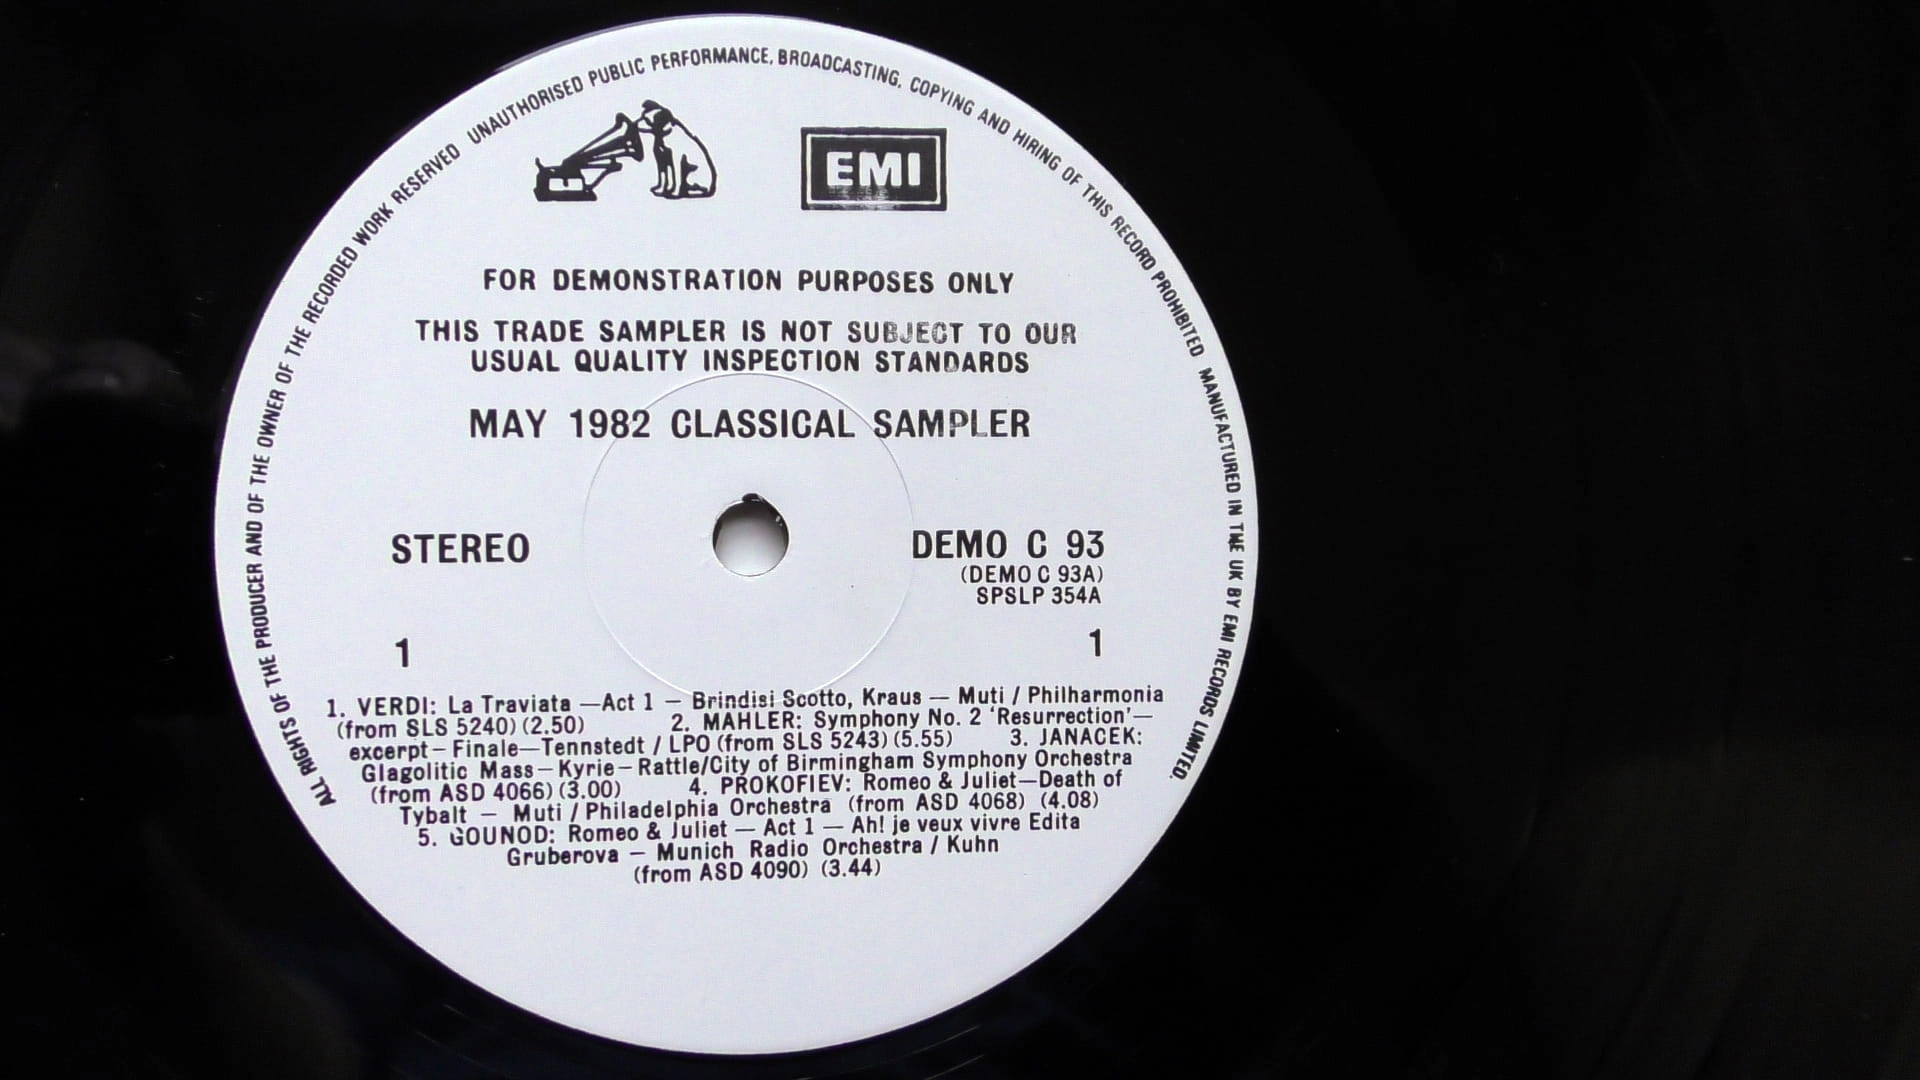 ALL RIGHTS OF THE PRODUCER AND OF THE OWNER OF THE RECORDED WORK RESERVED UNAUTHORISED PUBLIC PERFORMANCE, BROADCASTING, COPYING AND HIRING OF THIS RECORD PROHIBITED MANUFACTURED IN THE UK BY EMI RECORDS LIMITED.
EMI
FOR DEMONSTRATION PURPOSES ONLY
THIS TRADE SAMPLER IS NOT SUBJECT TO OUR
USUAL QUALITY INSPECTION STANDARDS
MAY 1982 CLASSICAL SAMPLER
STEREO DEMO C 93
(DEMO C 93A)
SPSLP 354A
1 1
1. VERDI: La Traviata —Act 1 — Brindisi Scotto, Kraus — Muti / Philharmonia
(from SLS 5240) (2.50) 2. MAHLER: Symphony No. 2 'Resurrection'—
excerpt – Finale—Tennstedt / LPO (from SLS 5243) (5.55) 3. JANACEK:
Glagolitic Mass—Kyrie—Rattle/City of Birmingham Symphony Orchestra
(from ASD 4066) (3.00) 4. PROKOFIEV: Romeo & Juliet—Death of
Tybalt — Muti / Philadelphia Orchestra (from ASD 4068) (4.08)
5. GOUNOD: Romeo & Juliet — Act 1 — Ah! je veux vivre Edita
Gruberova — Munich Radio Orchestra / Kuhn
(from ASD 4090) (3.44)